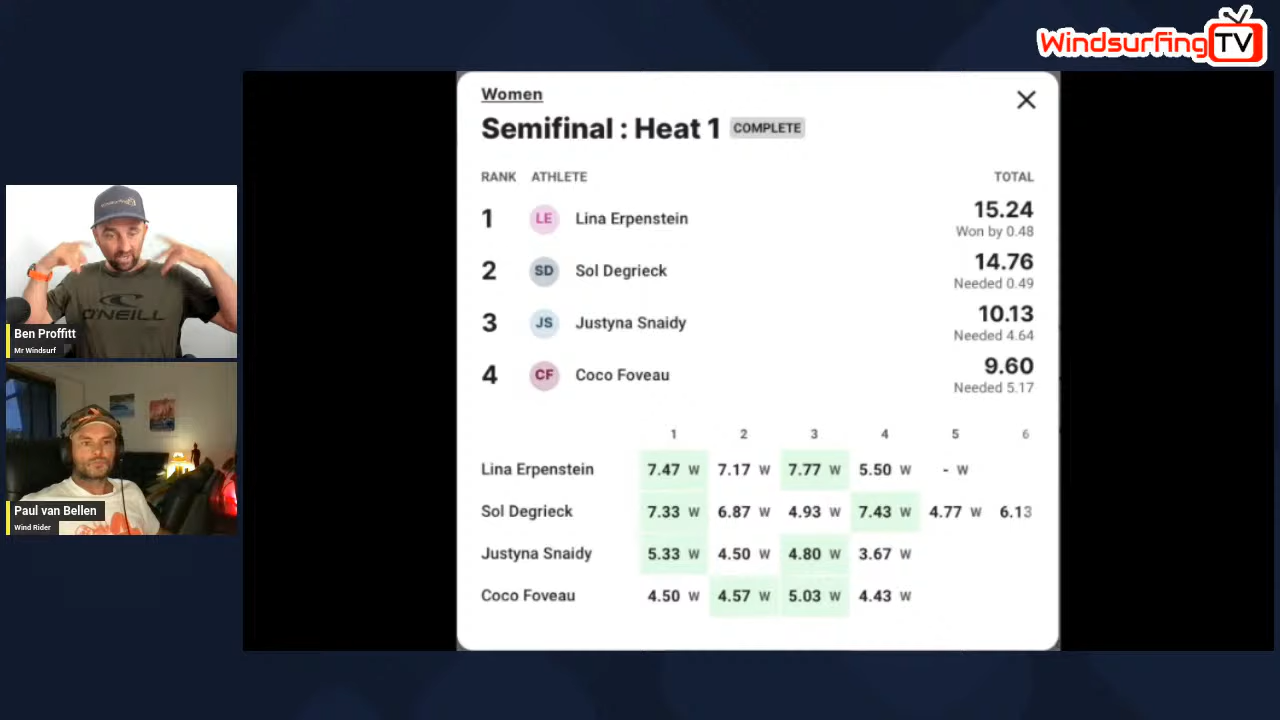 Windsurfing TV
Women
Semifinal : Heat 1 COMPLETE
RANK ATHLETE TOTAL
1 LE Lina Erpenstein 15.24
Won by 0.48
2 SD Sol Degrieck 14.76
Needed 0.49
3 JS Justyna Snaidy 10.13
Needed 4.64
4 CF Coco Foveau 9.60
Needed 5.17
1 2 3 4 5 6
Lina Erpenstein 7.47 W 7.17 W 7.77 W 5.50 W - W
Sol Degrieck 7.33 W 6.87 W 4.93 W 7.43 W 4.77 W 6.13
Justyna Snaidy 5.33 W 4.50 W 4.80 W 3.67 W
Coco Foveau 4.50 W 4.57 W 5.03 W 4.43 W
O'NEILL
Ben Proffitt
Mr Windsurf
Paul van Bellen
Wind Rider